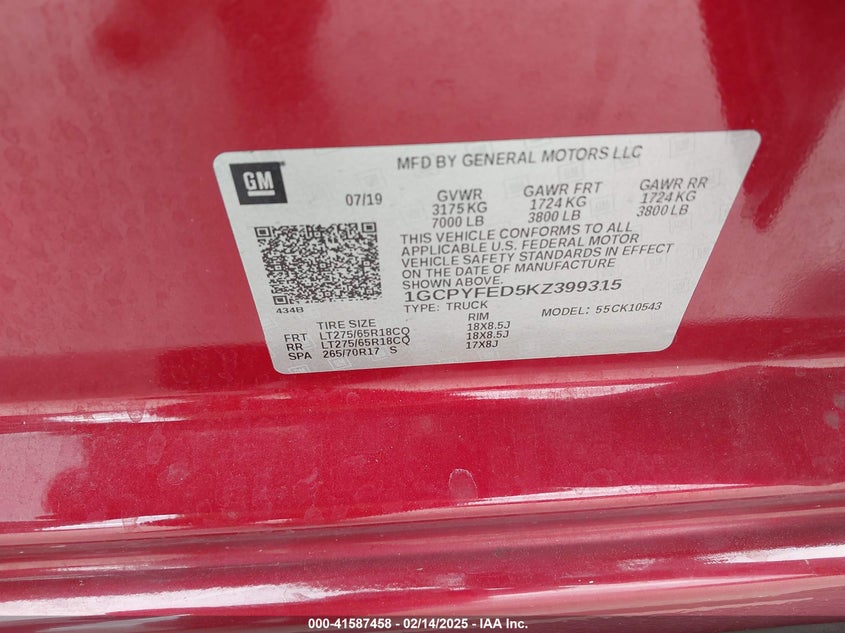 GM
MFD BY GENERAL MOTORS LLC
07/19
GVWR GAWR FRT GAWR RR
3175 KG 1724 KG 1724 KG
7000 LB 3800 LB 3800 LB
THIS VEHICLE CONFORMS TO ALL
APPLICABLE U.S. FEDERAL MOTOR
VEHICLE SAFETY STANDARDS IN EFFECT
ON THE DATE OF MANUFACTURE
SHOWN ABOVE.
1GCPYFED5KZ399315
434B
TYPE: TRUCK MODEL: 55CK10543
TIRE SIZE RIM
FRT LT275/65R18CQ 18X8.5J
RR LT275/65R18CQ 18X8.5J
SPA 265/70R17 S 17X8J
000-41587458 - 02/14/2025 - IAA Inc.